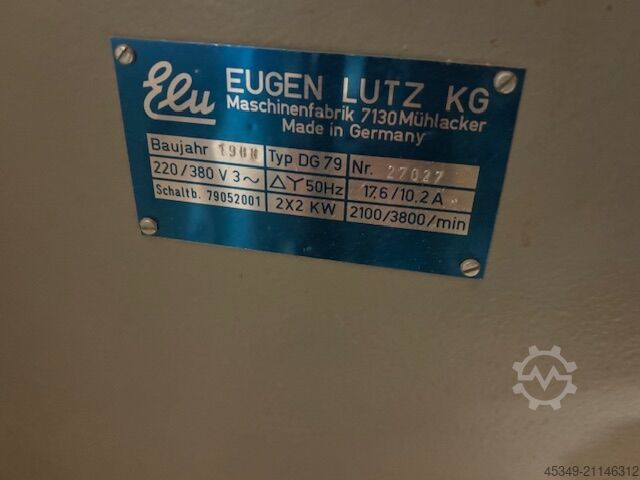 Elu
EUGEN LUTZ KG
Maschinenfabrik 7130 Mühlacker
Made in Germany
Baujahr Typ DG 79 Nr. 27027
220/380 V 3~ △Y 50Hz 17.6/10.2 A
Schaltb. 79052001 2X2 KW 2100/3800/min
45349-21146312